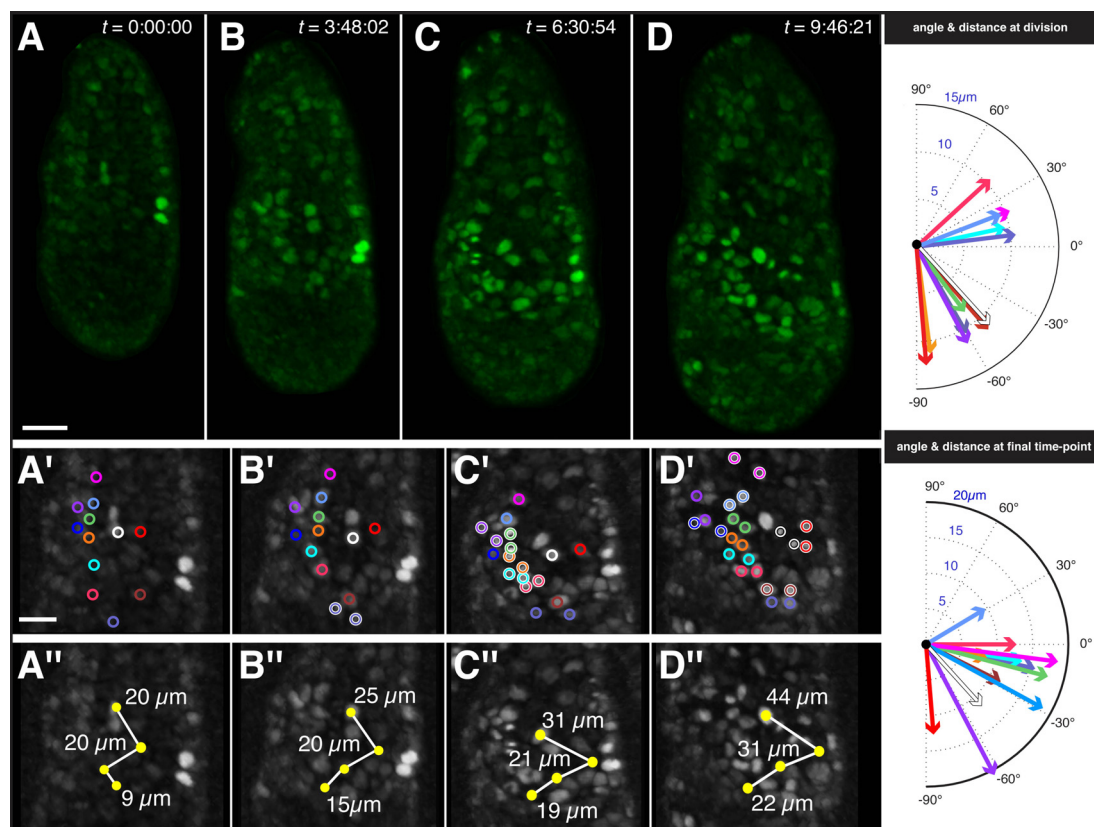 A
t = 0:00:00
B
t = 3:48:02
C
t = 6:30:54
D
t = 9:46:21
angle & distance at division
90°
15µm
60°
10
30°
5
0°
-30°
-60°
-90
A'
B'
C'
D'
angle & distance at final time-point
90°
20µm
60°
15
10
30°
5
0°
-30°
-60°
-90°
A''
20 µm
20 µm
9 µm
B''
25 µm
20 µm
15µm
C''
31 µm
21 µm
19 µm
D''
44 µm
31 µm
22 µm